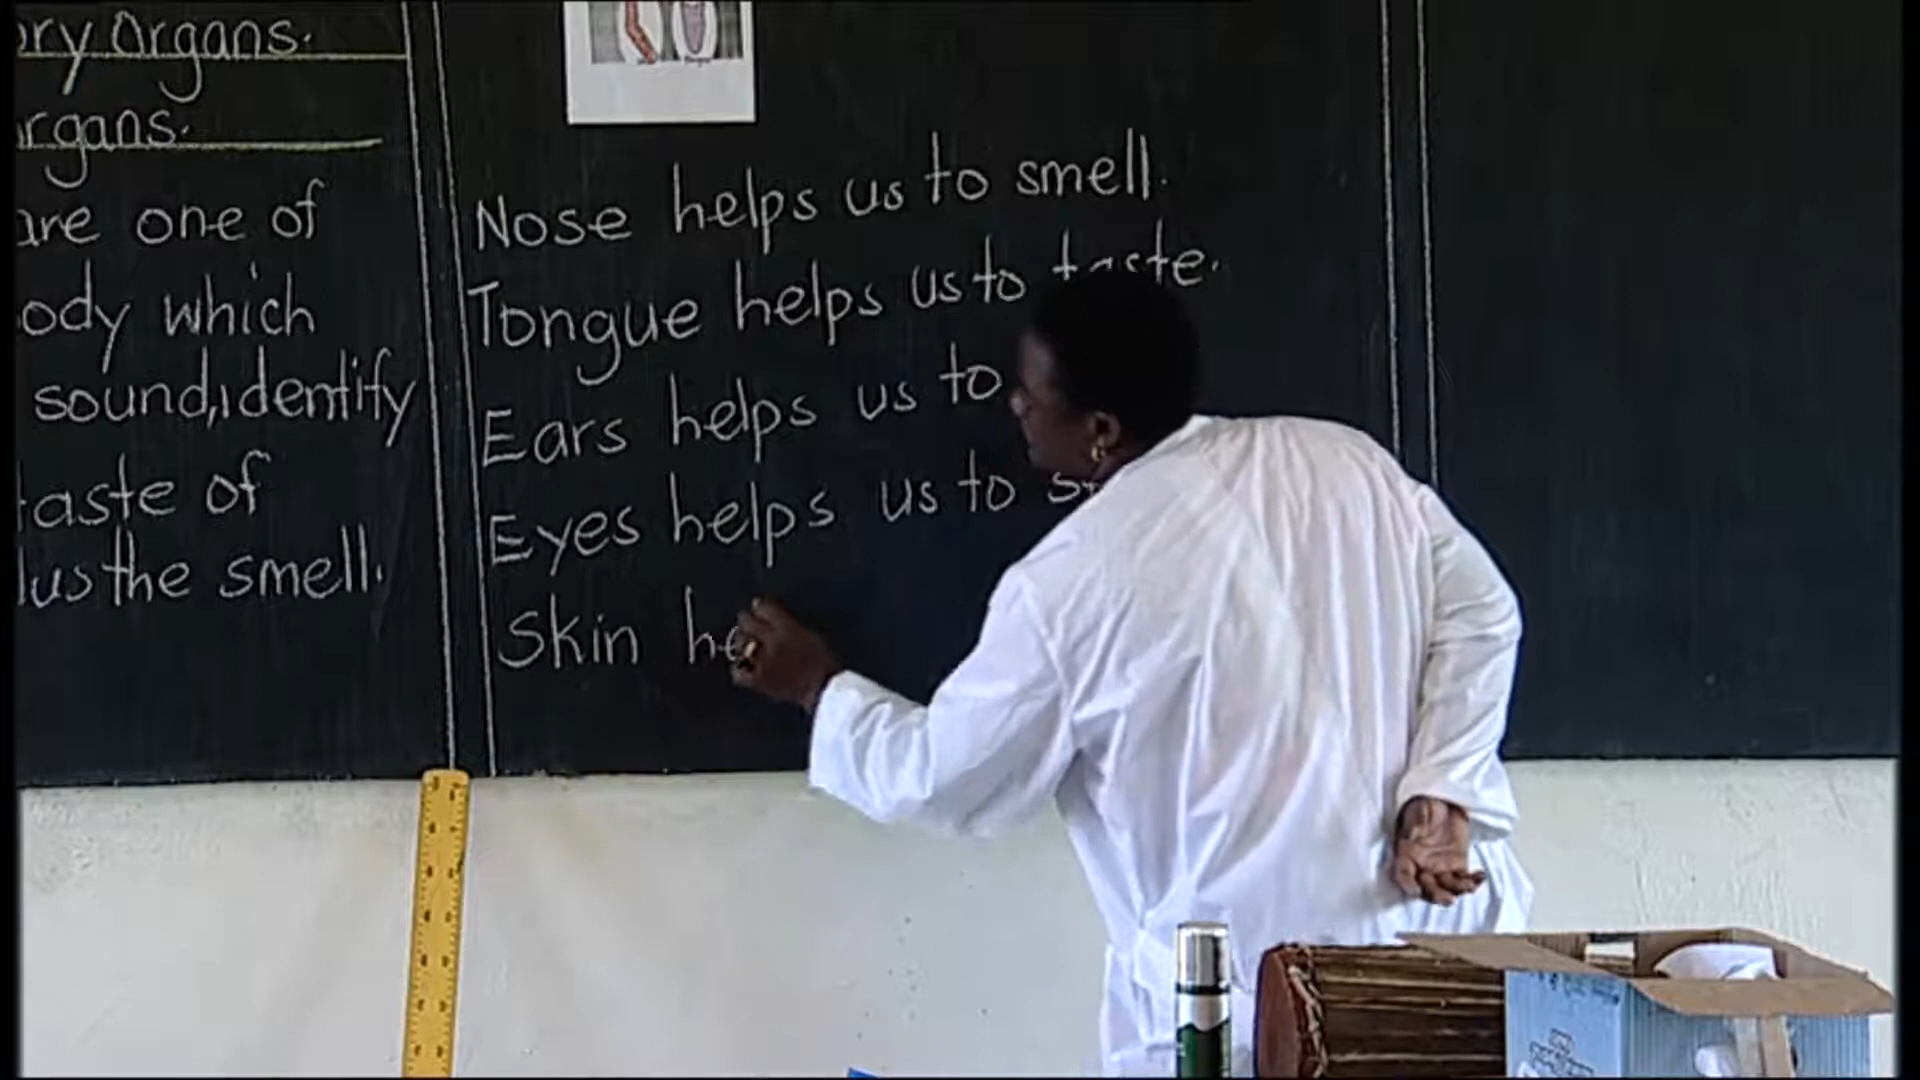 ory Organs.
organs.
are one of
ody which
sound, identify
taste of
lus the smell.
Nose helps us to smell.
Tongue helps us to taste.
Ears helps us to
Eyes helps us to
Skin he